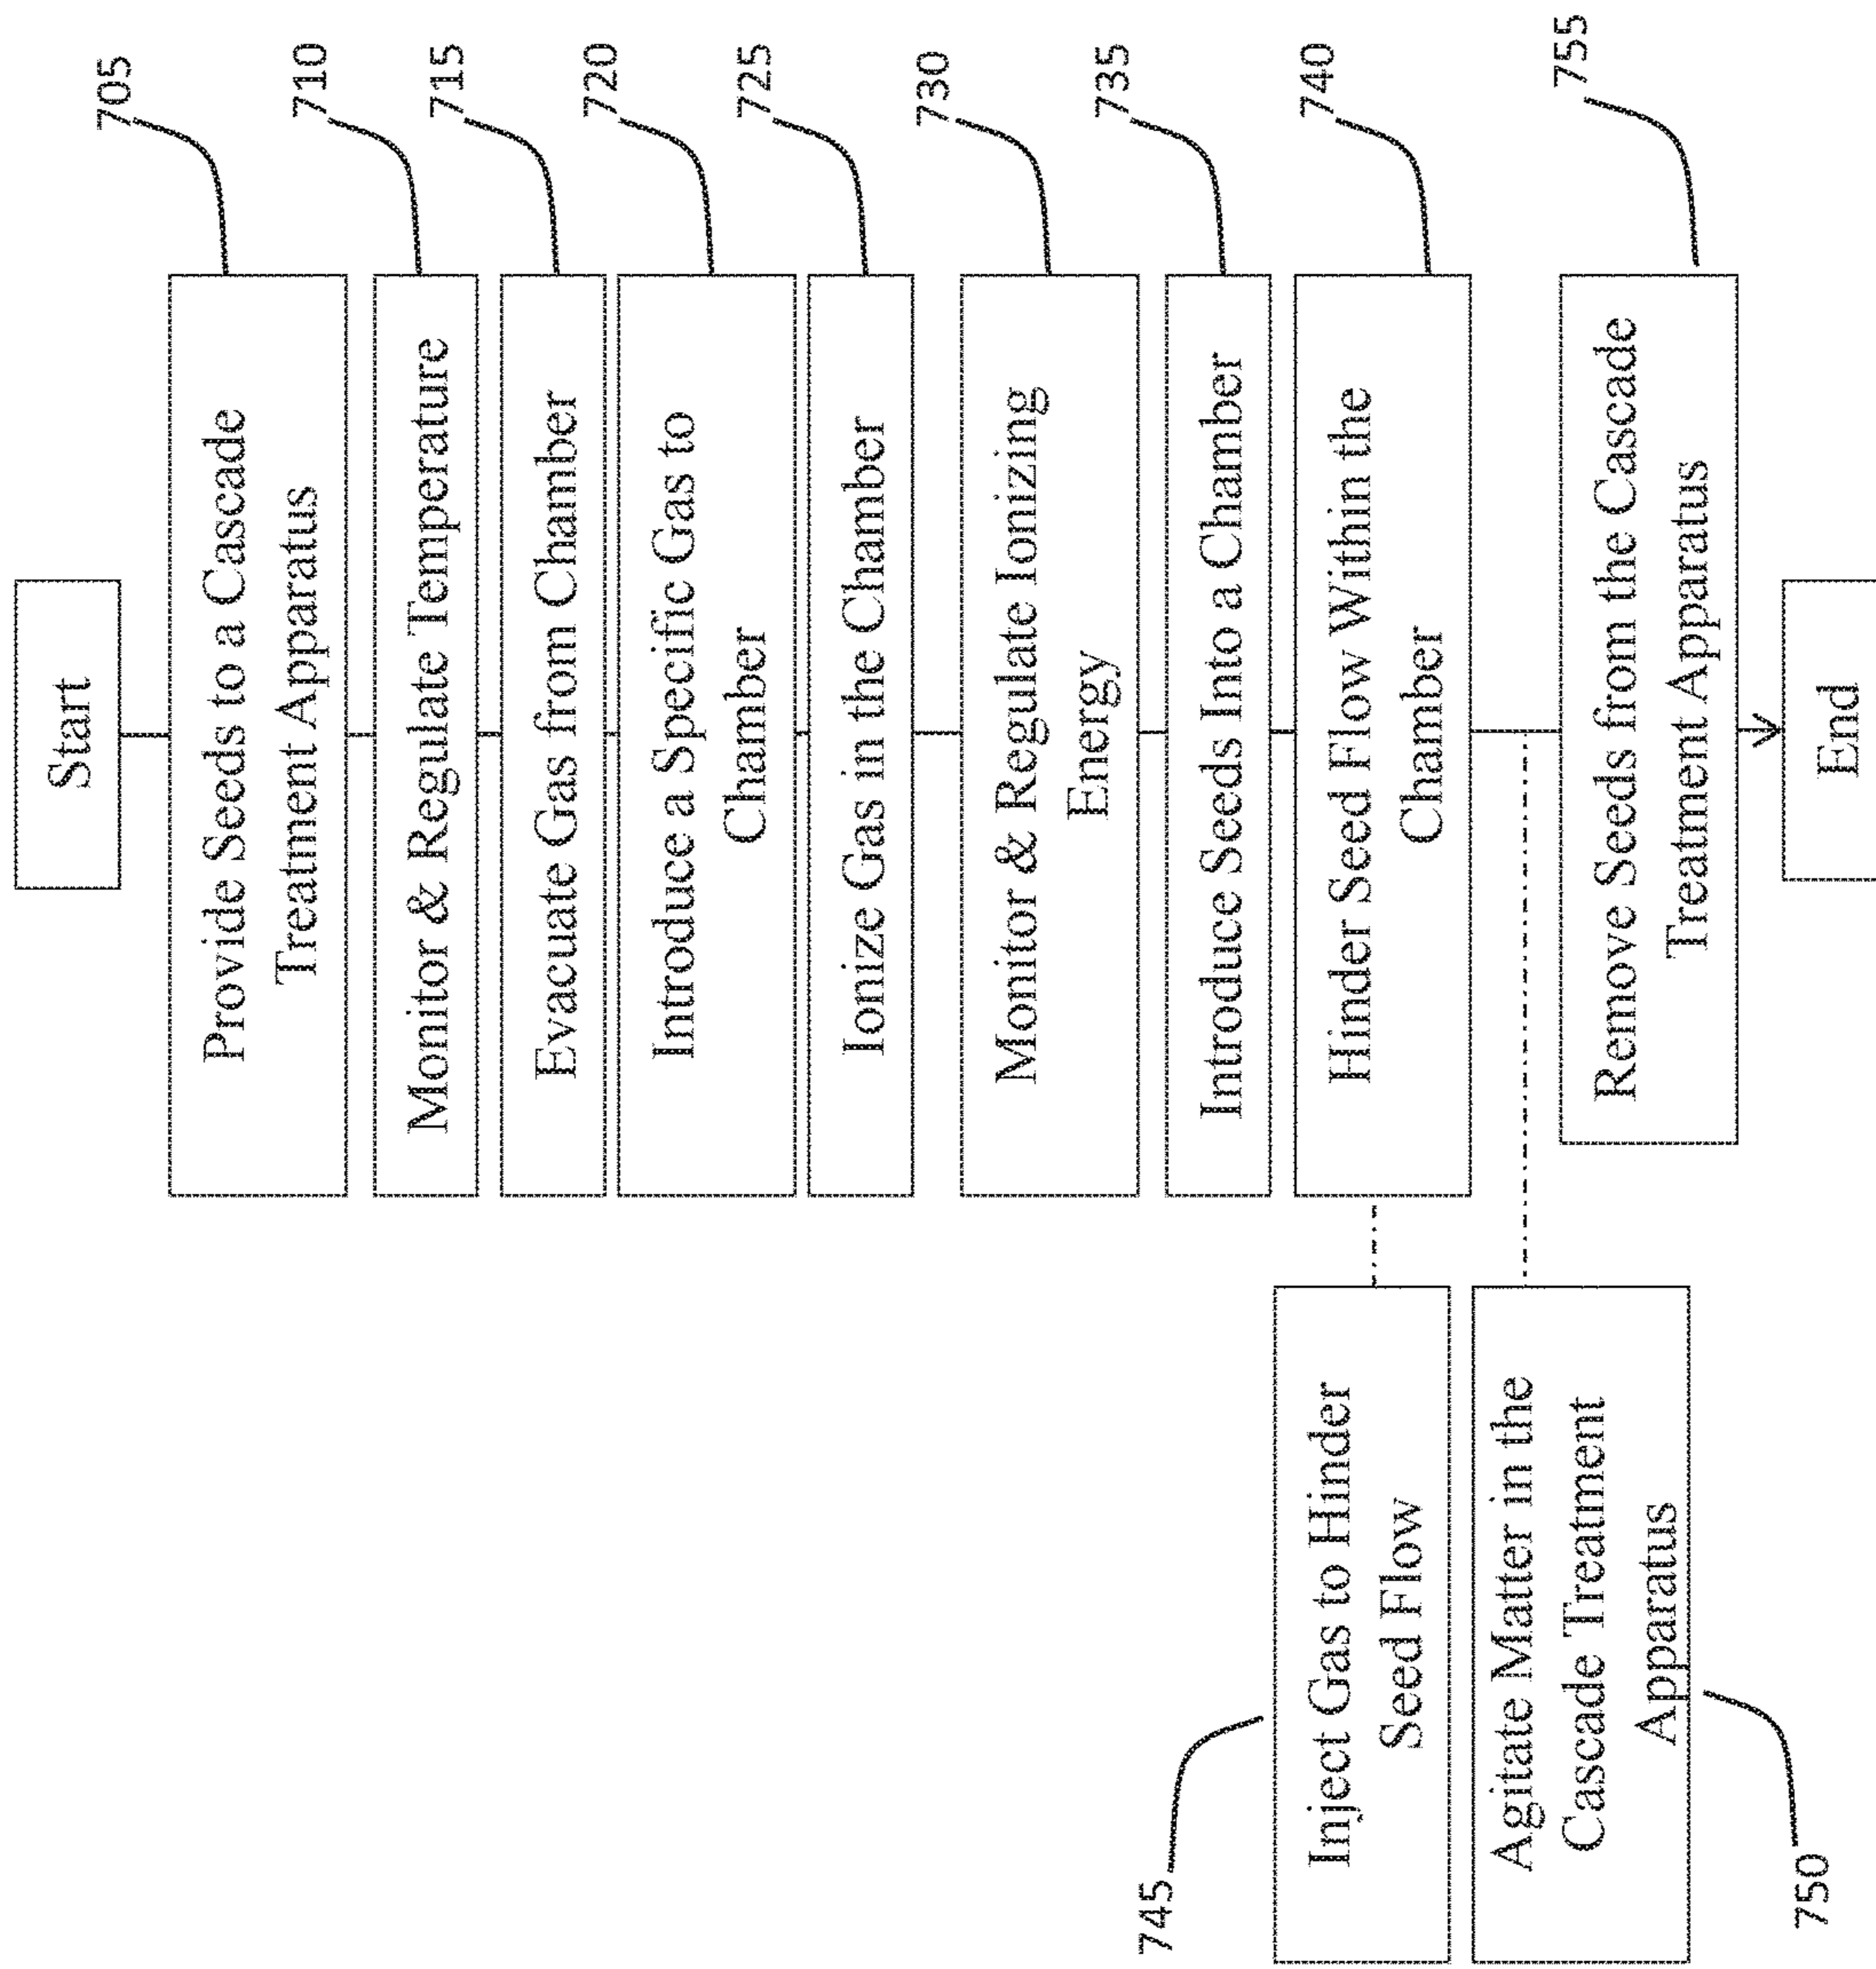 Start
Provide Seeds to a Cascade
Treatment Apparatus
705
Monitor & Regulate Temperature
710
Evacuate Gas from Chamber
715
Introduce a Specific Gas to
Chamber
720
Ionize Gas in the Chamber
725
Monitor & Regulate Ionizing
Energy
730
Introduce Seeds Into a Chamber
735
Hinder Seed Flow Within the
Chamber
740
745
Inject Gas to Hinder
Seed Flow
Agitate Matter in the
Cascade Treatment
Apparatus
750
Remove Seeds from the Cascade
Treatment Apparatus
755
End